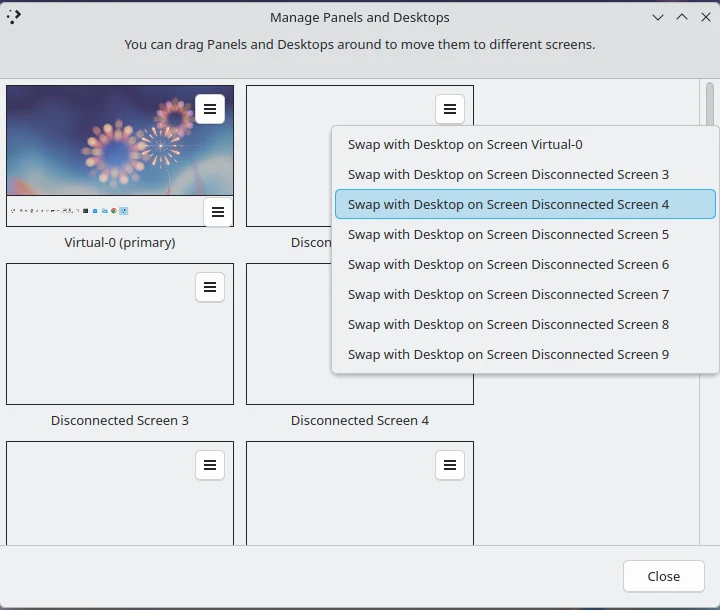 Manage Panels and Desktops
You can drag Panels and Desktops around to move them to different screens.
Swap with Desktop on Screen Virtual-0
Swap with Desktop on Screen Disconnected Screen 3
Swap with Desktop on Screen Disconnected Screen 4
Swap with Desktop on Screen Disconnected Screen 5
Swap with Desktop on Screen Disconnected Screen 6
Swap with Desktop on Screen Disconnected Screen 7
Swap with Desktop on Screen Disconnected Screen 8
Swap with Desktop on Screen Disconnected Screen 9
Virtual-0 (primary)
Disconnected Screen 3
Disconnected Screen 4
Close